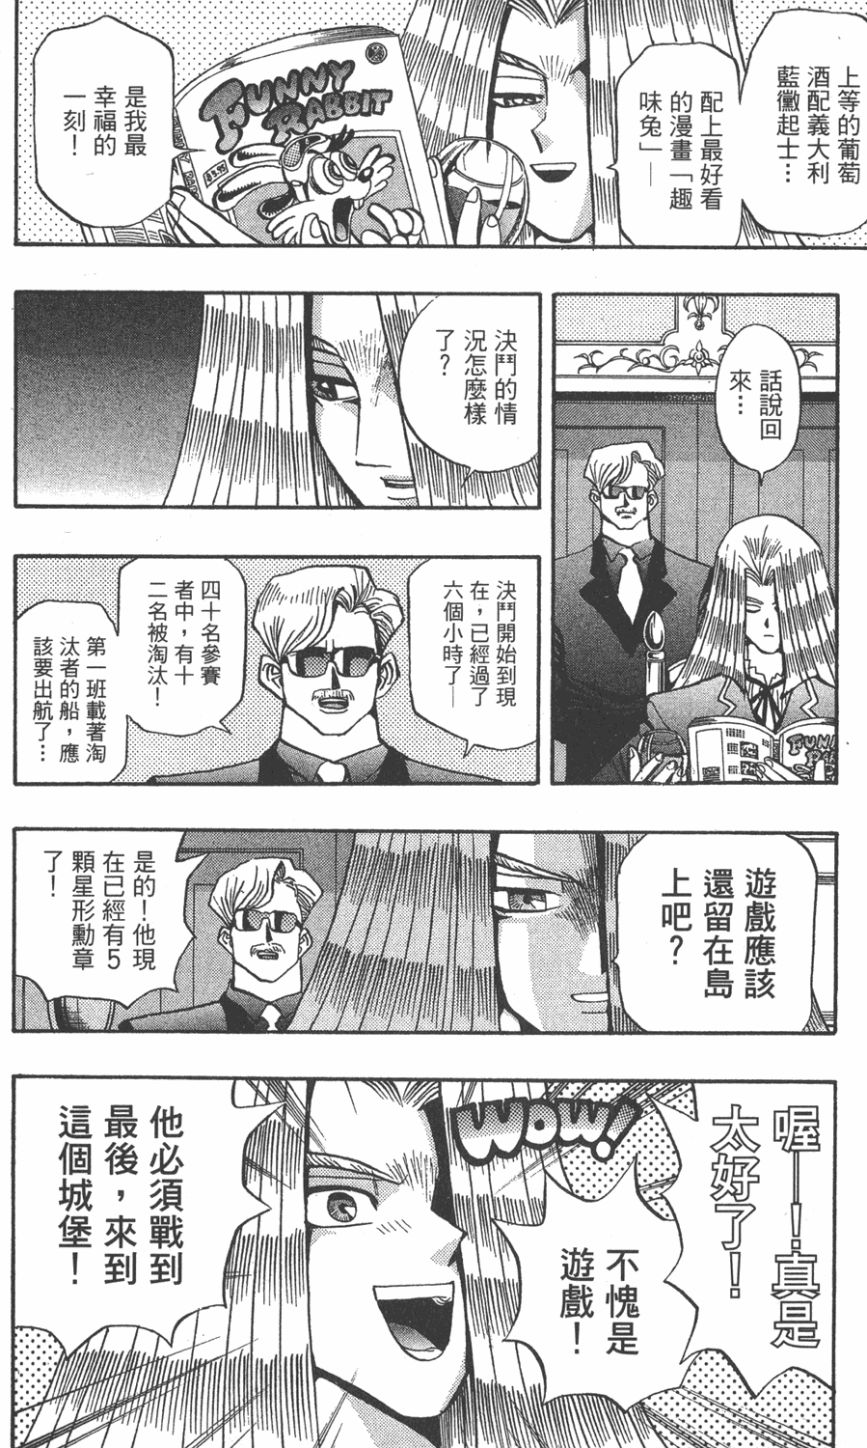 上等的葡萄
酒配義大利
藍黴起士…
配上最好看
的漫畫「趣
味兔」—
FUNNY
RABBIT
是我最
幸福的
一刻！
話說回
來…
FUNNY
決鬥的情
況怎麼樣
了？
決鬥開始到現
在，已經過了
六個小時了—
四十名參賽
者中，有十
二名被淘汰！
第一班載著淘
汰者的船，應
該要出航了…
遊戲應該
還留在島
上吧？
是的！他現
在已經有5
顆星形勳章
了！
喔——！真是
太好了！
WOW!
不愧是
遊戲！
他必須戰到
最後，來到
這個城堡！